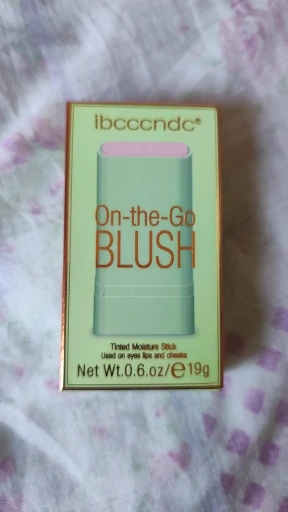 ibcccndc®
On-the-Go
BLUSH
Tinted Moisture Stick
Used on eyes lips and cheeks
Net Wt.0.6.oz/℮19g